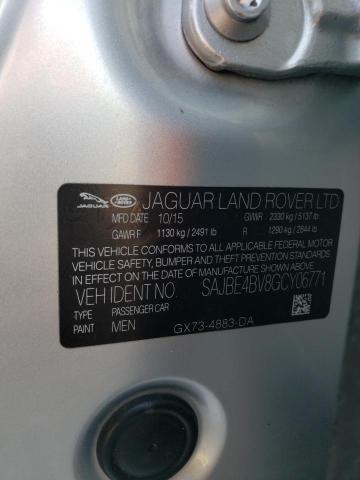 JAGUAR LAND ROVER JAGUAR LAND ROVER LTD
MFD DATE 10/15 GVWR 2330 kg / 5137 lb
GAWR F 1130 kg / 2491 lb R 1290 kg / 2844 lb
THIS VEHICLE CONFORMS TO ALL APPLICABLE FEDERAL MOTOR
VEHICLE SAFETY, BUMPER AND THEFT PREVENTION STANDARDS
IN EFFECT ON THE DATE OF MANUFACTURE SHOWN ABOVE
VEH IDENT NO. SAJBE4BV8GCY06771
TYPE PASSENGER CAR
PAINT MEN GX73-4883-DA